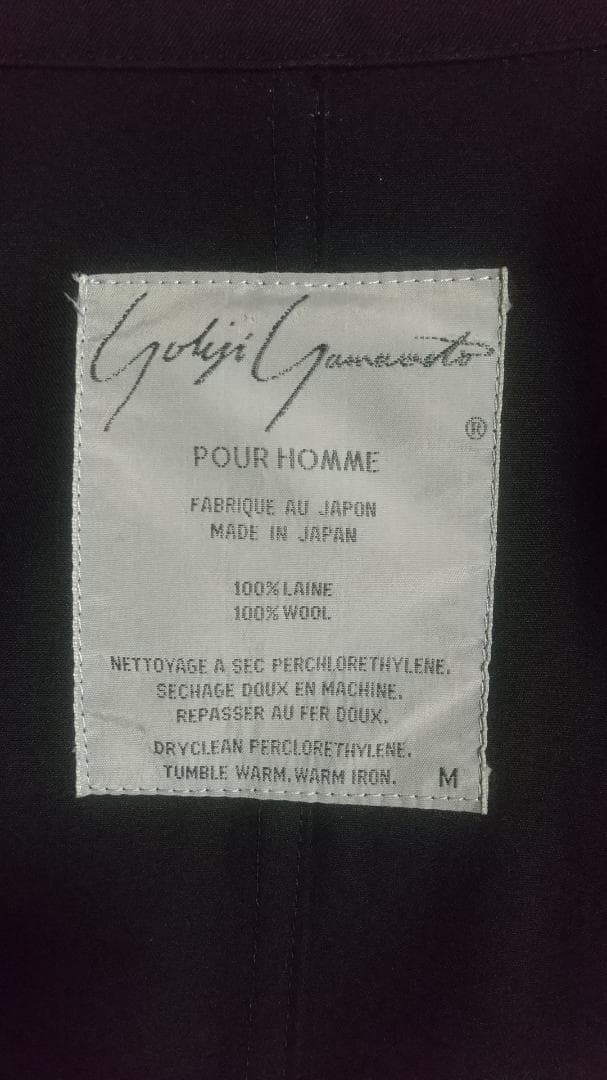 Yohji Yamamoto
®
POUR HOMME
FABRIQUE AU JAPON
MADE IN JAPAN
100% LAINE
100% WOOL
NETTOYAGE A SEC PERCHLORETHYLENE.
SECHAGE DOUX EN MACHINE.
REPASSER AU FER DOUX.
DRYCLEAN PERCLORETHYLENE.
TUMBLE WARM. WARM IRON. M